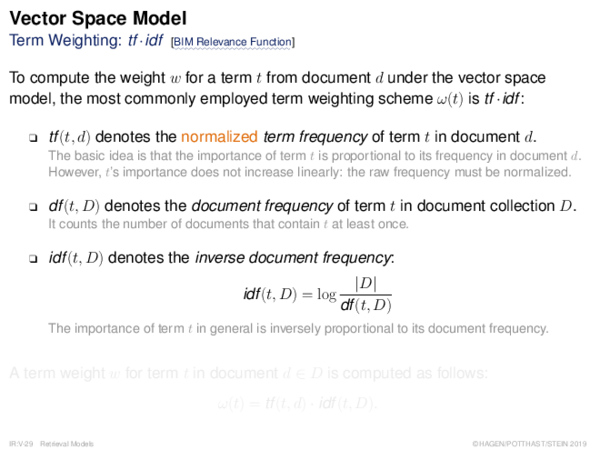 Vector Space Model
Term Weighting: tf · idf [BIM Relevance Function]
To compute the weight w for a term t from document d under the vector space
model, the most commonly employed term weighting scheme ω(t) is tf · idf:
❑ tf(t, d) denotes the normalized term frequency of term t in document d.
The basic idea is that the importance of term t is proportional to its frequency in document d.
However, t's importance does not increase linearly: the raw frequency must be normalized.
❑ df(t, D) denotes the document frequency of term t in document collection D.
It counts the number of documents that contain t at least once.
❑ idf(t, D) denotes the inverse document frequency:
idf(t, D) = log |D| / df(t, D)
The importance of term t in general is inversely proportional to its document frequency.
A term weight w for term t in document d ∈ D is computed as follows:
ω(t) = tf(t, d) · idf(t, D).
IR:V-29 Retrieval Models ©HAGEN/POTTHAST/STEIN 2019